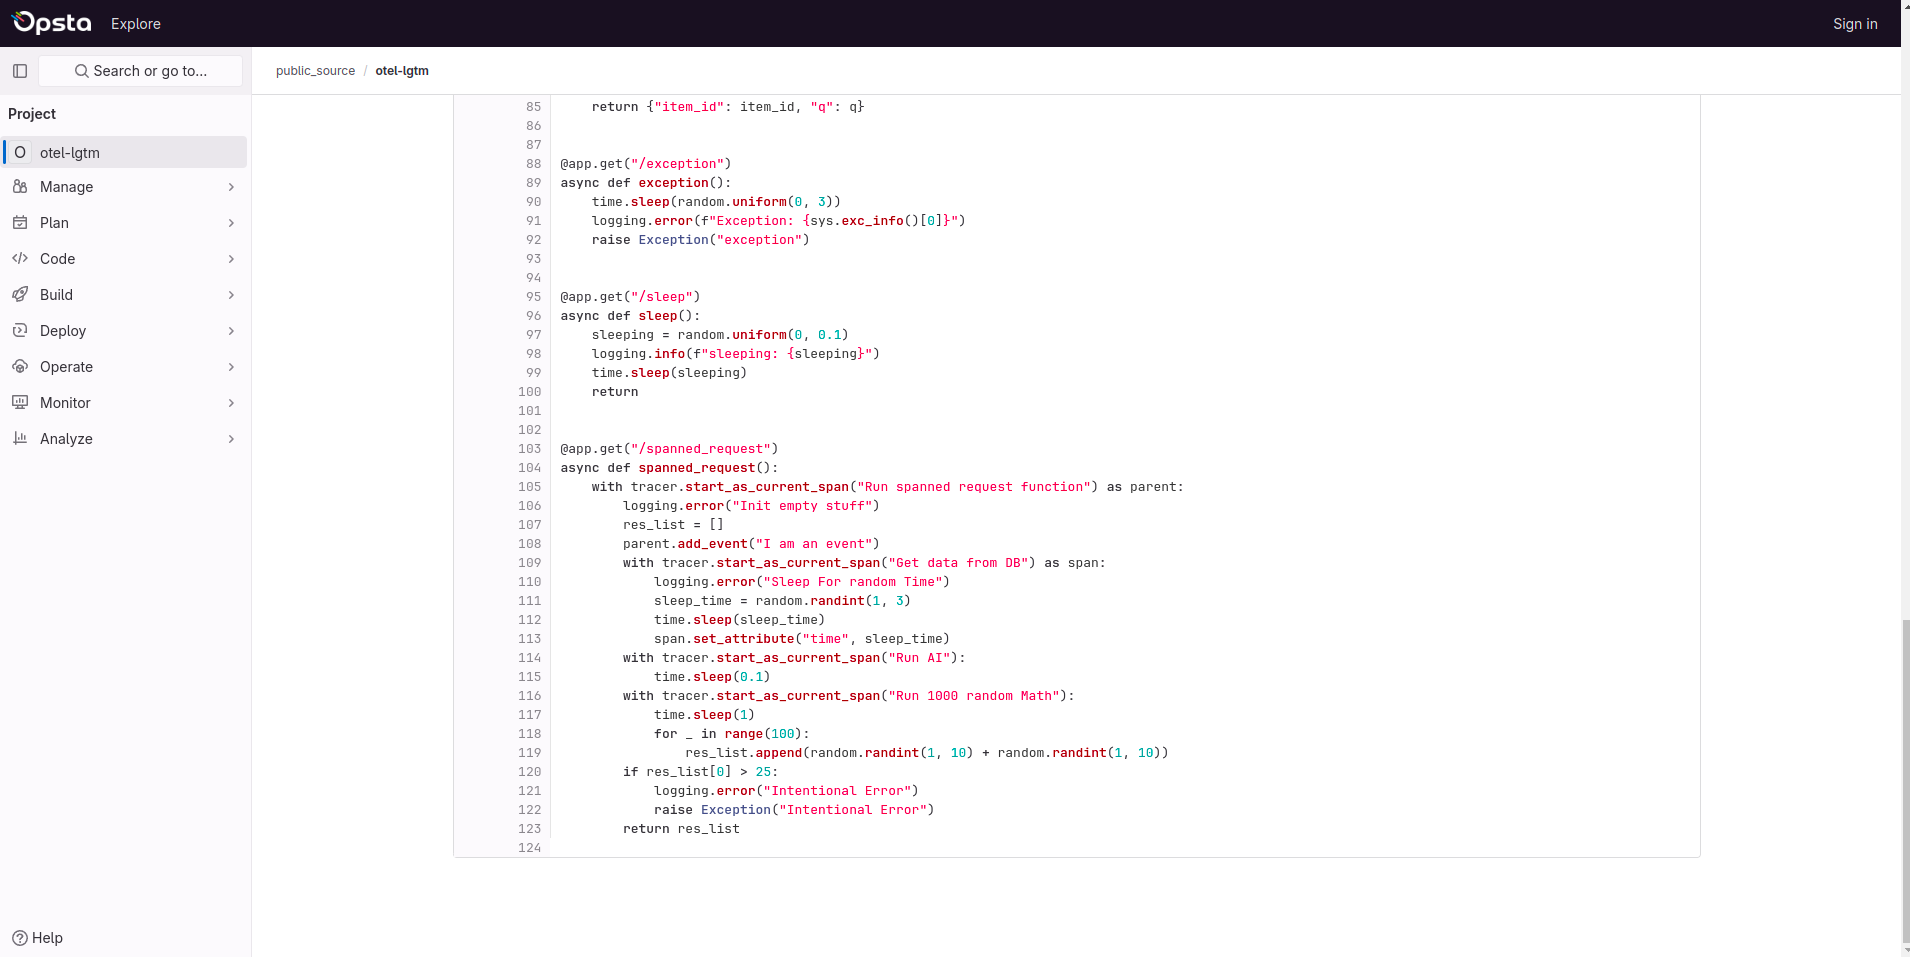 Opsta
Explore
Sign in
Search or go to...
public_source / otel-lgtm
Project
O otel-lgtm
Manage
Plan
Code
Build
Deploy
Operate
Monitor
Analyze
Help
85     return {"item_id": item_id, "q": q}
86
87
88 @app.get("/exception")
89 async def exception():
90     time.sleep(random.uniform(0, 3))
91     logging.error(f"Exception: {sys.exc_info()[0]}")
92     raise Exception("exception")
93
94
95 @app.get("/sleep")
96 async def sleep():
97     sleeping = random.uniform(0, 0.1)
98     logging.info(f"sleeping: {sleeping}")
99     time.sleep(sleeping)
100     return
101
102
103 @app.get("/spanned_request")
104 async def spanned_request():
105     with tracer.start_as_current_span("Run spanned request function") as parent:
106         logging.error("Init empty stuff")
107         res_list = []
108         parent.add_event("I am an event")
109         with tracer.start_as_current_span("Get data from DB") as span:
110             logging.error("Sleep For random Time")
111             sleep_time = random.randint(1, 3)
112             time.sleep(sleep_time)
113             span.set_attribute("time", sleep_time)
114         with tracer.start_as_current_span("Run AI"):
115             time.sleep(0.1)
116         with tracer.start_as_current_span("Run 1000 random Math"):
117             time.sleep(1)
118             for _ in range(100):
119                 res_list.append(random.randint(1, 10) + random.randint(1, 10))
120         if res_list[0] > 25:
121             logging.error("Intentional Error")
122             raise Exception("Intentional Error")
123         return res_list
124